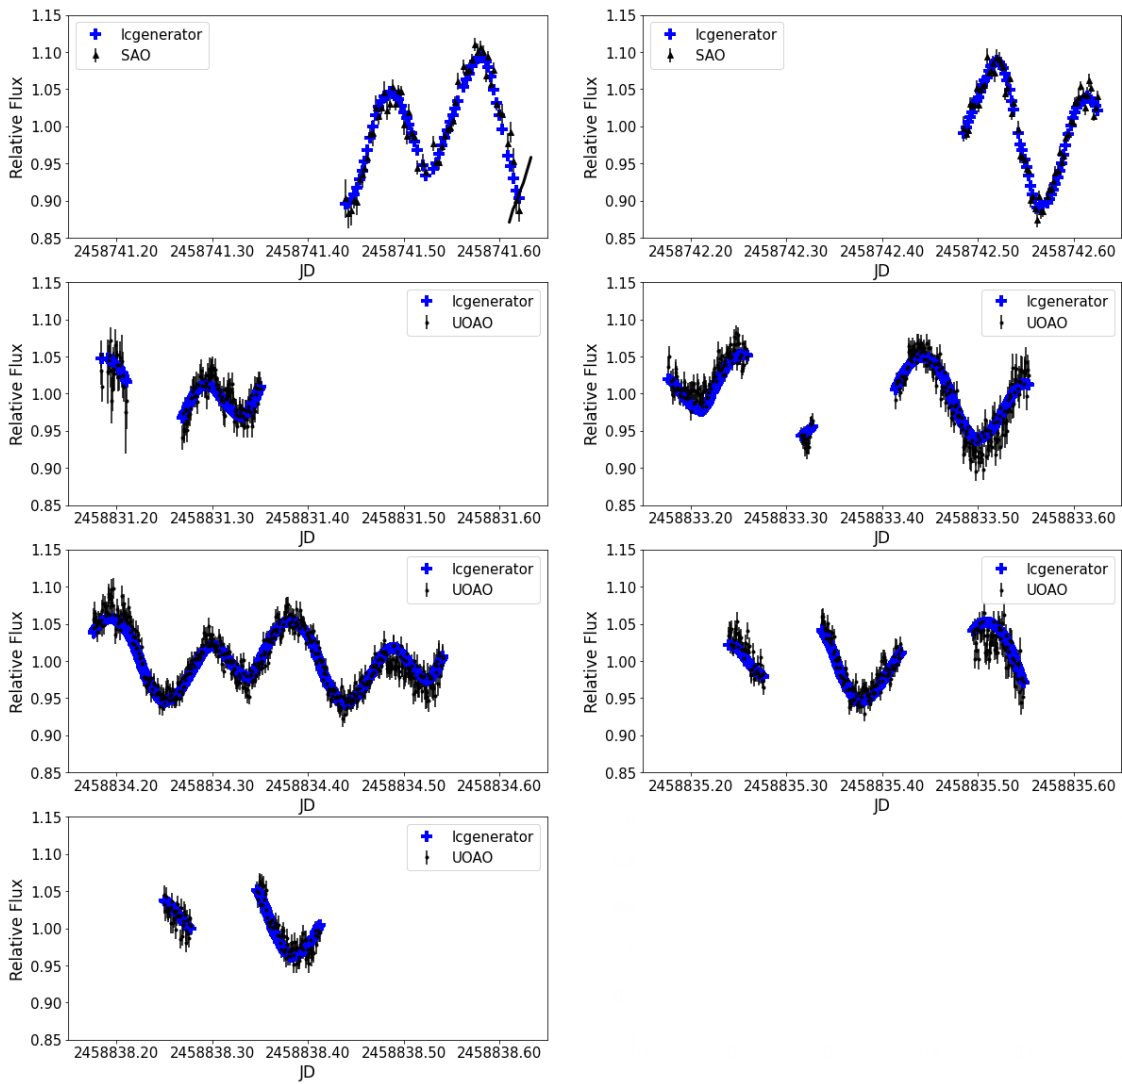 1.15
1.10
1.05
1.00
0.95
0.90
0.85
Relative Flux
lcgenerator
SAO
2458741.20 2458741.30 2458741.40 2458741.50 2458741.60
JD
1.15
1.10
1.05
1.00
0.95
0.90
0.85
Relative Flux
lcgenerator
SAO
2458742.20 2458742.30 2458742.40 2458742.50 2458742.60
JD
1.15
1.10
1.05
1.00
0.95
0.90
0.85
Relative Flux
lcgenerator
UOAO
2458831.20 2458831.30 2458831.40 2458831.50 2458831.60
JD
1.15
1.10
1.05
1.00
0.95
0.90
0.85
Relative Flux
lcgenerator
UOAO
2458833.20 2458833.30 2458833.40 2458833.50 2458833.60
JD
1.15
1.10
1.05
1.00
0.95
0.90
0.85
Relative Flux
lcgenerator
UOAO
2458834.20 2458834.30 2458834.40 2458834.50 2458834.60
JD
1.15
1.10
1.05
1.00
0.95
0.90
0.85
Relative Flux
lcgenerator
UOAO
2458835.20 2458835.30 2458835.40 2458835.50 2458835.60
JD
1.15
1.10
1.05
1.00
0.95
0.90
0.85
Relative Flux
lcgenerator
UOAO
2458838.20 2458838.30 2458838.40 2458838.50 2458838.60
JD